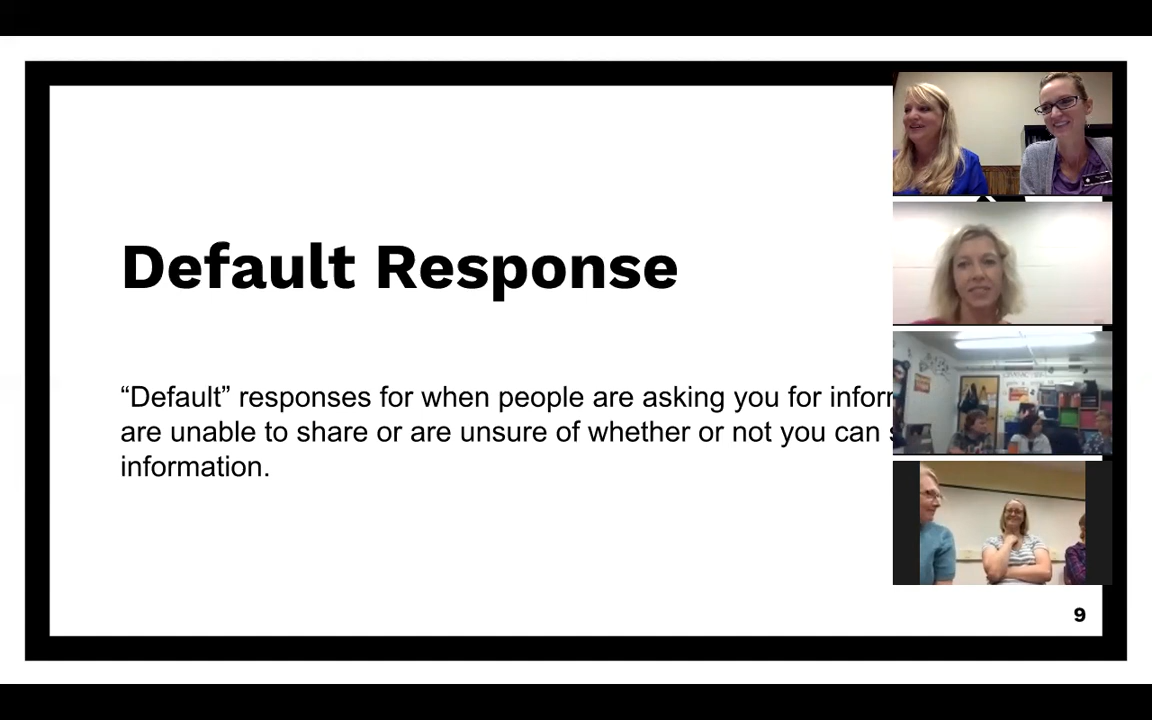 Default Response
“Default” responses for when people are asking you for
are unable to share or are unsure of whether or not you can
information.
9